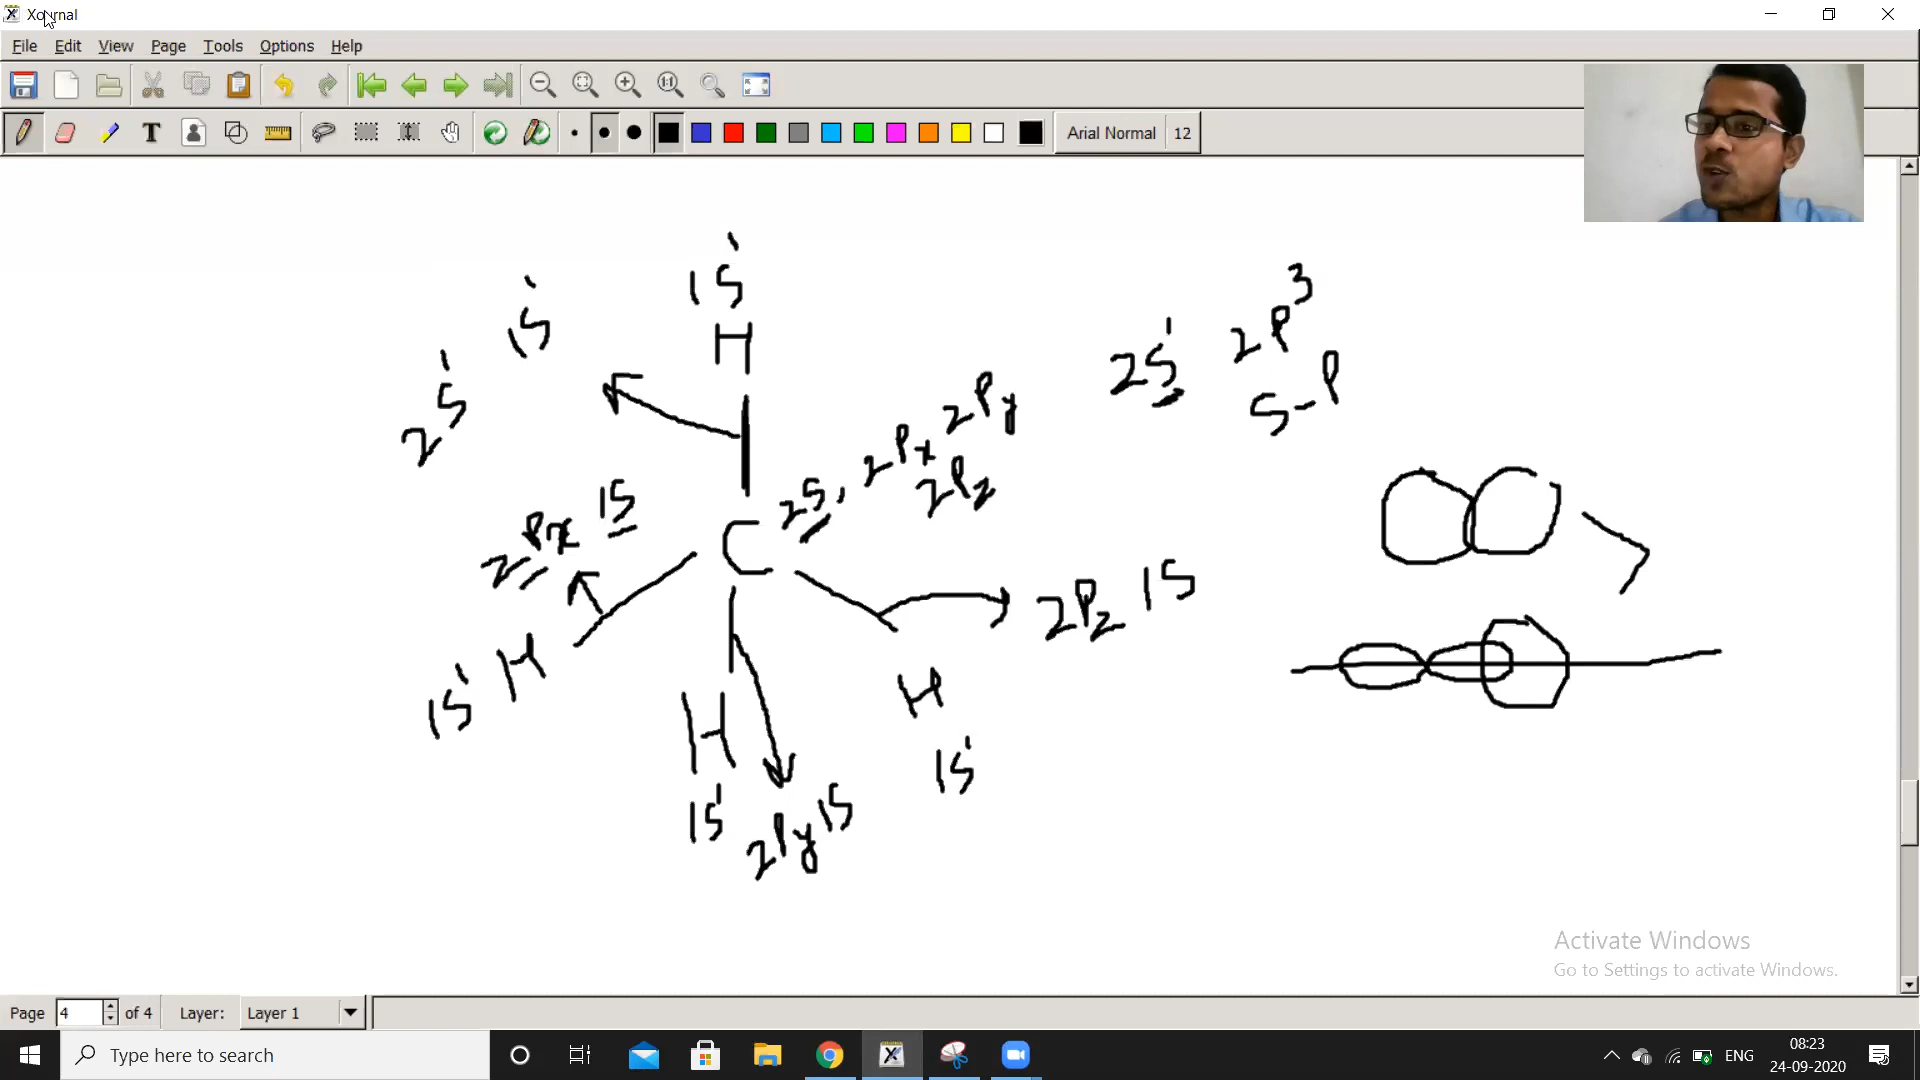 Xournal
File Edit View Page Tools Options Help
Arial Normal 12
1S'
1S'
H
2S'
2S' 2P3
S-P
2S, 2Px 2Py
2Pz
2Px 1S
C
2Pz 1S
1S' H
H
H
1S'
1S'
2Py 1S
Activate Windows
Go to Settings to activate Windows.
Page 4 of 4 Layer: Layer 1
Type here to search
ENG
08:23
24-09-2020